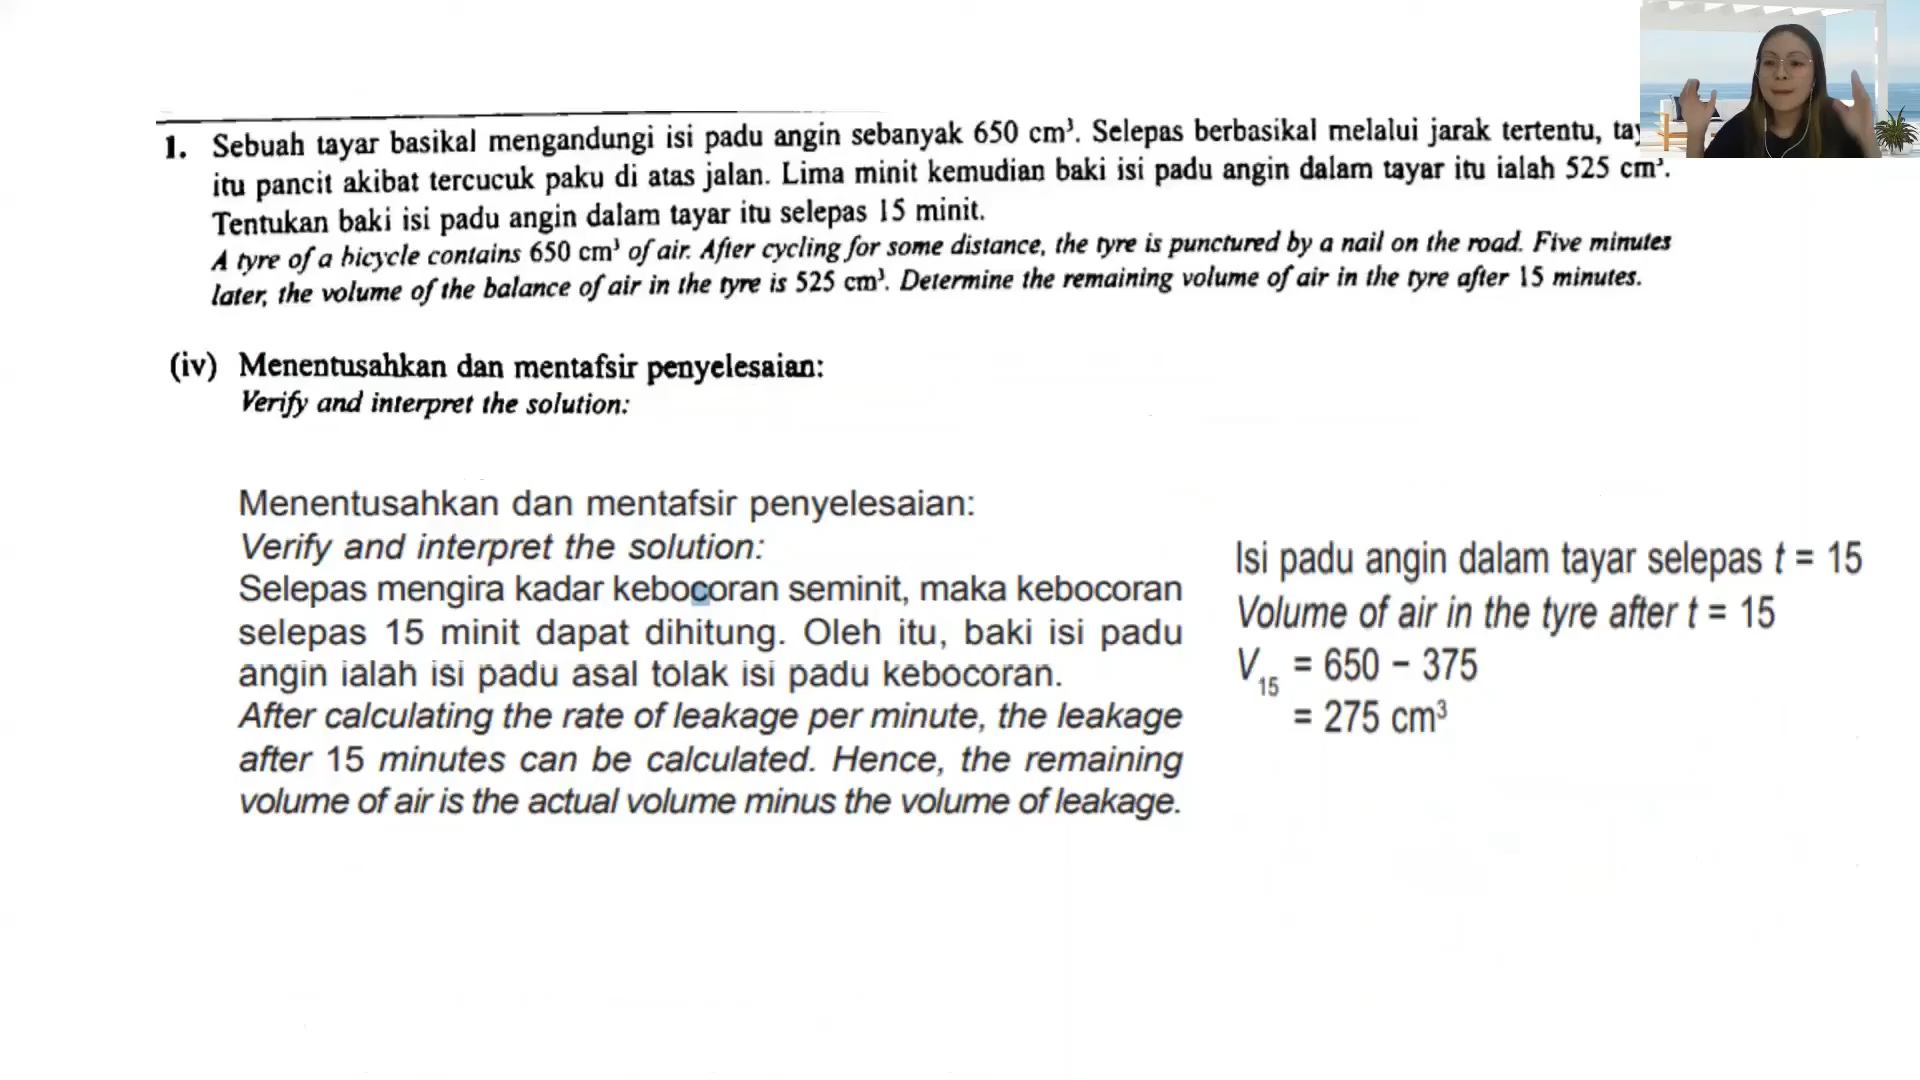 1. Sebuah tayar basikal mengandungi isi padu angin sebanyak 650 cm³. Selepas berbasikal melalui jarak tertentu,
itu pancit akibat tercucuk paku di atas jalan. Lima minit kemudian baki isi padu angin dalam tayar itu ialah 525 cm³.
Tentukan baki isi padu angin dalam tayar itu selepas 15 minit.
A tyre of a bicycle contains 650 cm³ of air. After cycling for some distance, the tyre is punctured by a nail on the road. Five minutes
later, the volume of the balance of air in the tyre is 525 cm³. Determine the remaining volume of air in the tyre after 15 minutes.
(iv) Menentusahkan dan mentafsir penyelesaian:
Verify and interpret the solution:
Menentusahkan dan mentafsir penyelesaian:
Verify and interpret the solution:
Selepas mengira kadar kebocoran seminit, maka kebocoran
selepas 15 minit dapat dihitung. Oleh itu, baki isi padu
angin ialah isi padu asal tolak isi padu kebocoran.
After calculating the rate of leakage per minute, the leakage
after 15 minutes can be calculated. Hence, the remaining
volume of air is the actual volume minus the volume of leakage.
Isi padu angin dalam tayar selepas t = 15
Volume of air in the tyre after t = 15
V₁₅ = 650 − 375
= 275 cm³